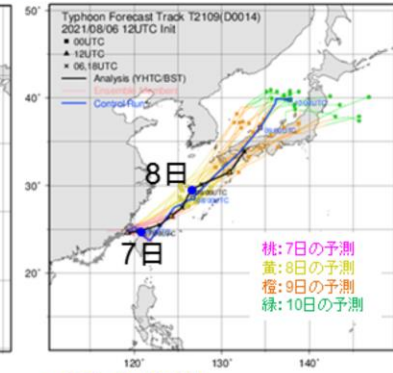 Typhoon Forecast Track T2109(D0014)
2021/08/06 12UTC Init
00UTC
12UTC
06,18UTC
Analysis (YHTC/BST)
Ensemble Members
Control Run
50°
40°
30°
20°
8日
7日
桃:7日の予測
黄:8日の予測
橙:9日の予測
緑:10日の予測
120°
130°
140°